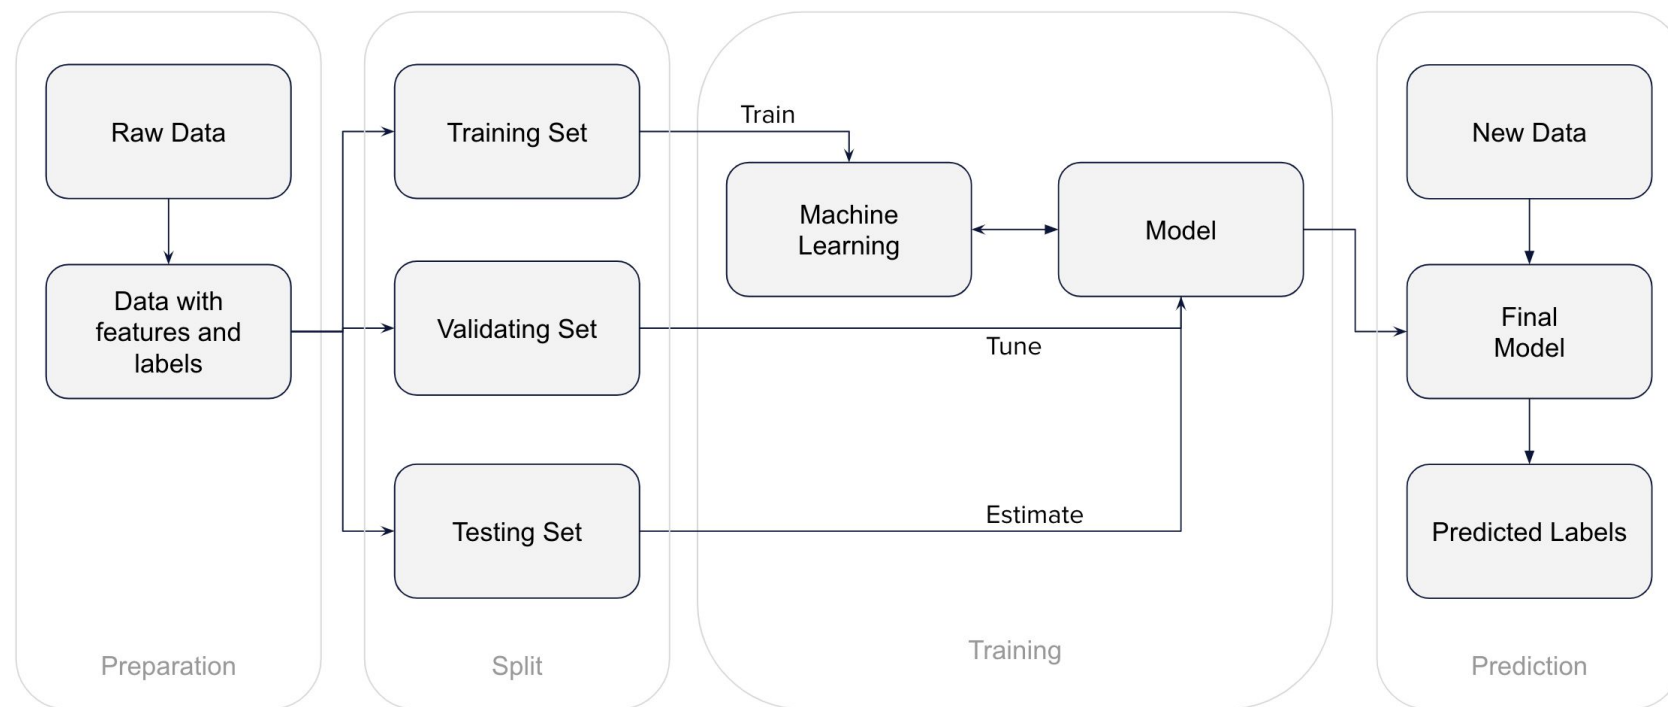 Raw Data
Data with
features and
labels
Preparation
Training Set
Validating Set
Testing Set
Split
Train
Machine
Learning
Model
Tune
Estimate
Training
New Data
Final
Model
Predicted Labels
Prediction